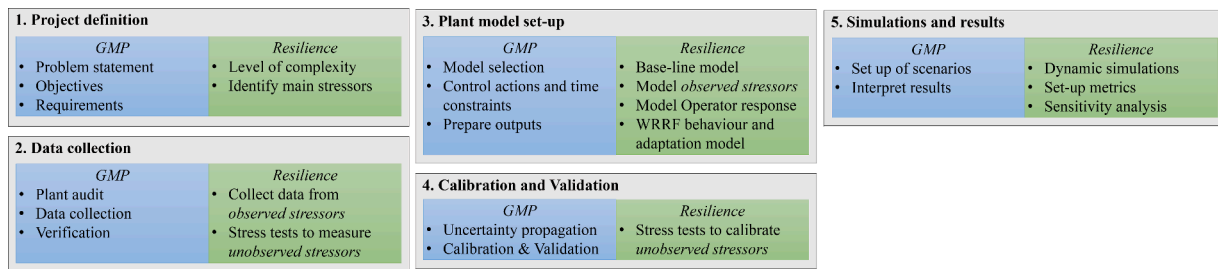 1. Project definition
GMP
• Problem statement
• Objectives
• Requirements
Resilience
• Level of complexity
• Identify main stressors
2. Data collection
GMP
• Plant audit
• Data collection
• Verification
Resilience
• Collect data from
observed stressors
• Stress tests to measure
unobserved stressors
3. Plant model set-up
GMP
• Model selection
• Control actions and time
constraints
• Prepare outputs
Resilience
• Base-line model
• Model observed stressors
• Model Operator response
• WRRF behaviour and
adaptation model
4. Calibration and Validation
GMP
• Uncertainty propagation
• Calibration & Validation
Resilience
• Stress tests to calibrate
unobserved stressors
5. Simulations and results
GMP
• Set up of scenarios
• Interpret results
Resilience
• Dynamic simulations
• Set-up metrics
• Sensitivity analysis